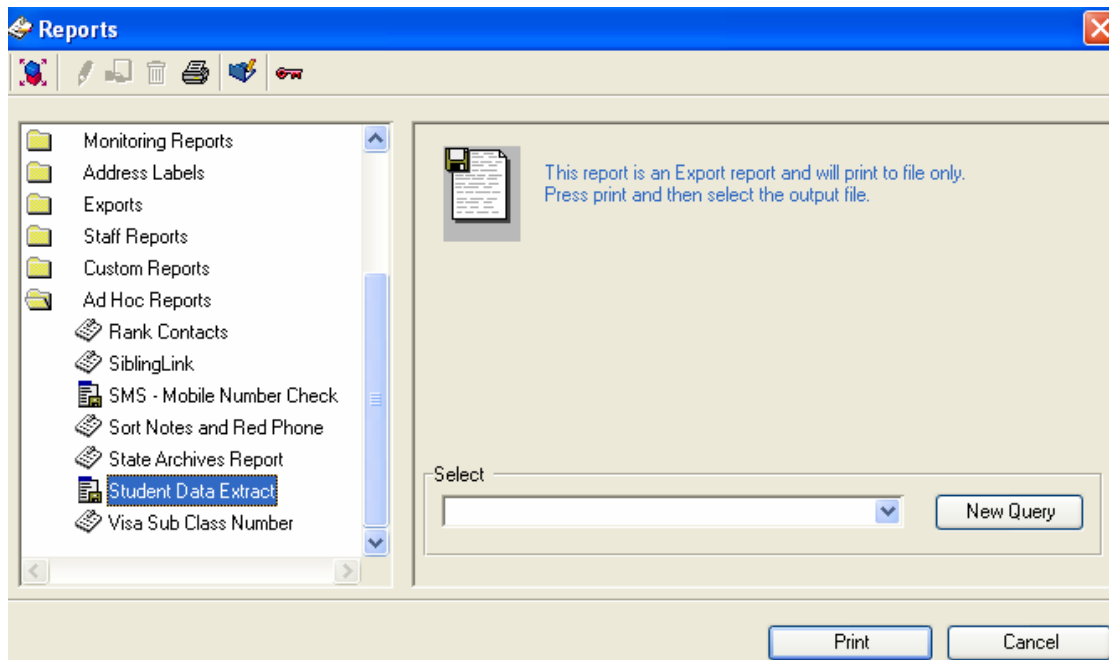 Reports
Monitoring Reports
Address Labels
Exports
Staff Reports
Custom Reports
Ad Hoc Reports
Rank Contacts
SiblingLink
SMS - Mobile Number Check
Sort Notes and Red Phone
State Archives Report
Student Data Extract
Visa Sub Class Number
This report is an Export report and will print to file only.
Press print and then select the output file.
Select
New Query
Print
Cancel